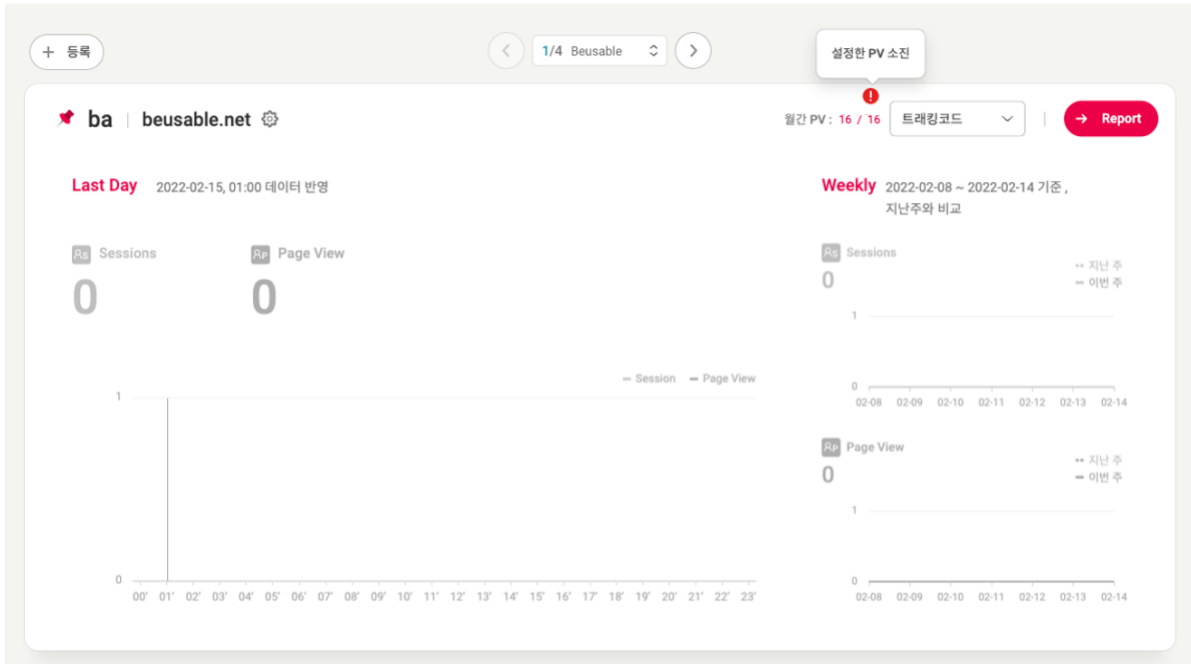 + 등록
1/4 Beusable
설정한 PV 소진
ba | beusable.net
월간 PV : 16 / 16
트래킹코드
→ Report
Last Day 2022-02-15, 01:00 데이터 반영
Sessions
0
Page View
0
Session Page View
1
0
00' 01' 02' 03' 04' 05' 06' 07' 08' 09' 10' 11' 12' 13' 14' 15' 16' 17' 18' 19' 20' 21' 22' 23'
Weekly 2022-02-08 ~ 2022-02-14 기준 ,
지난주와 비교
Rs Sessions
0
지난 주
이번 주
1
0
02-08 02-09 02-10 02-11 02-12 02-13 02-14
RP Page View
0
지난 주
이번 주
1
0
02-08 02-09 02-10 02-11 02-12 02-13 02-14